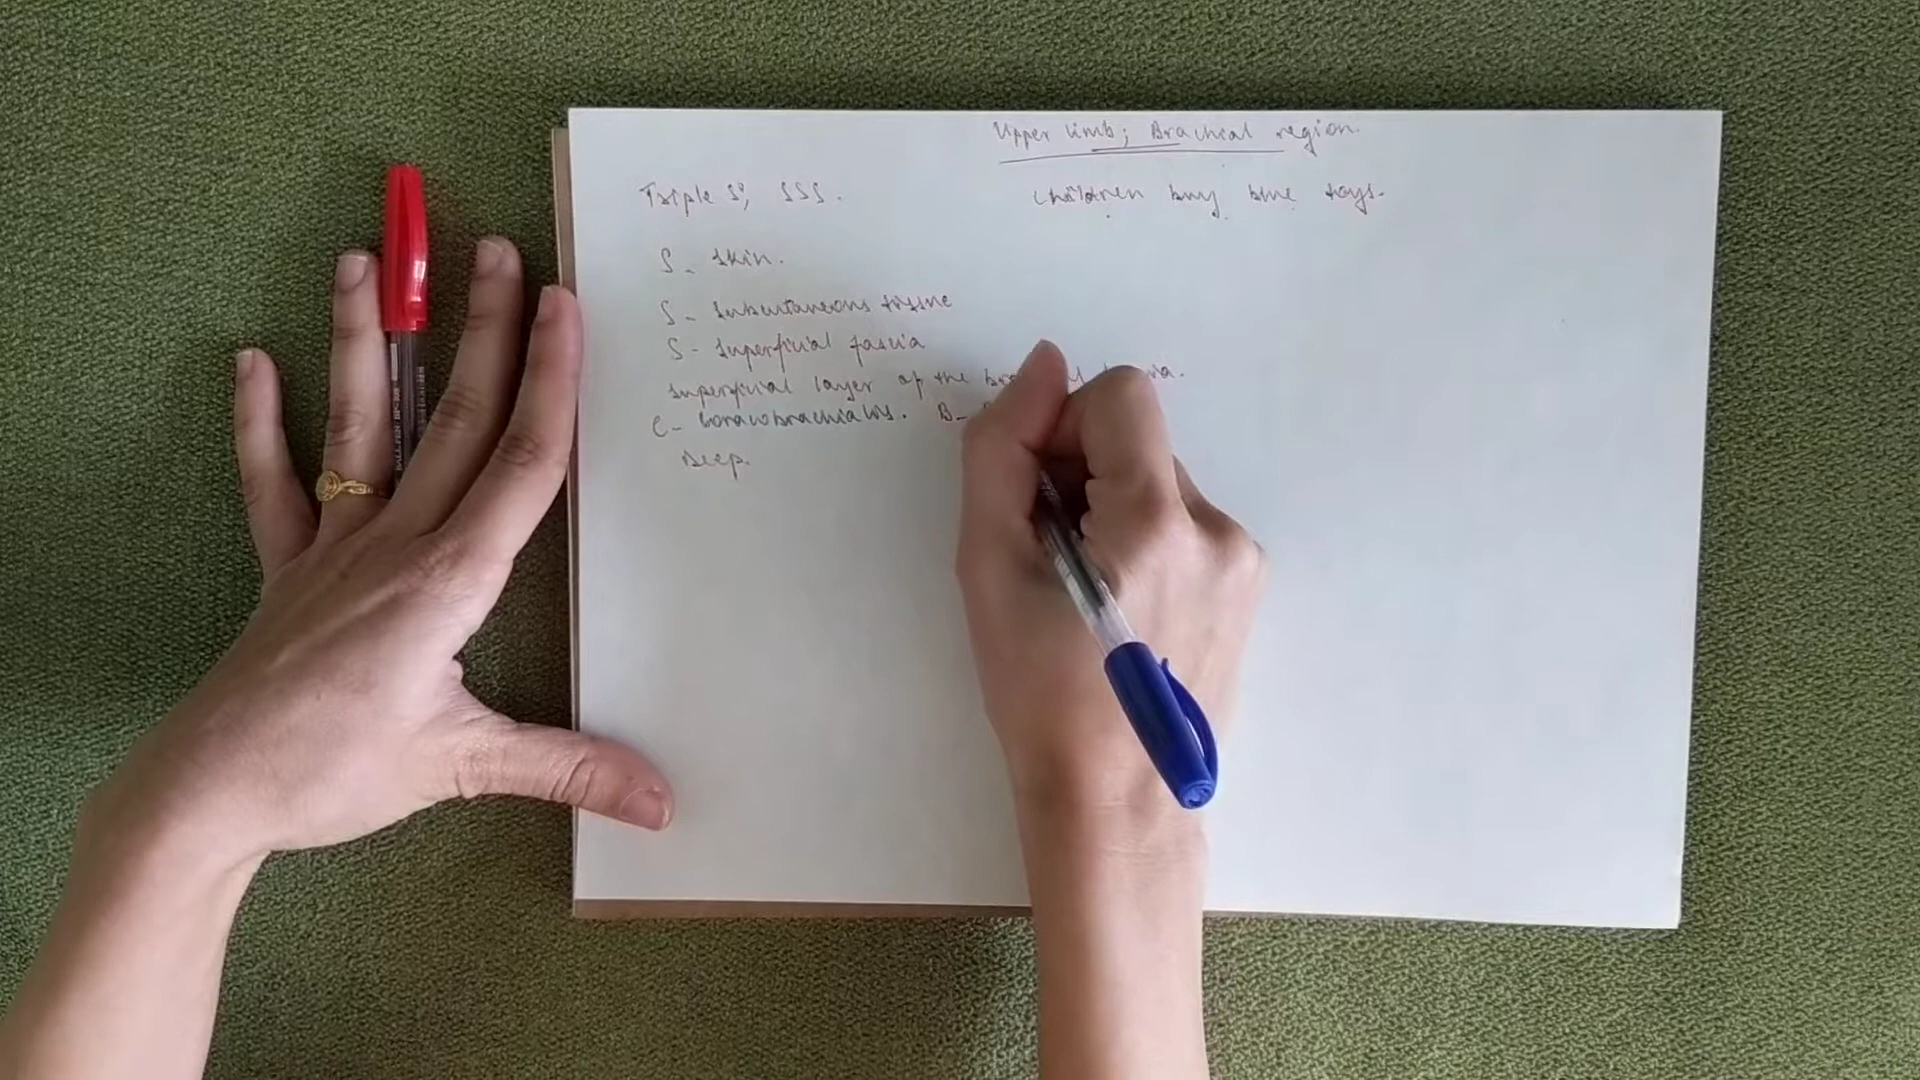 Upper limb; Brachial region.
Triple S', SSS.
children buy blue toys.
S - skin.
S - Subcutaneous tissue
S - Superficial fascia
superficial layer of the
C - Coracobrachialis. B -
Deep